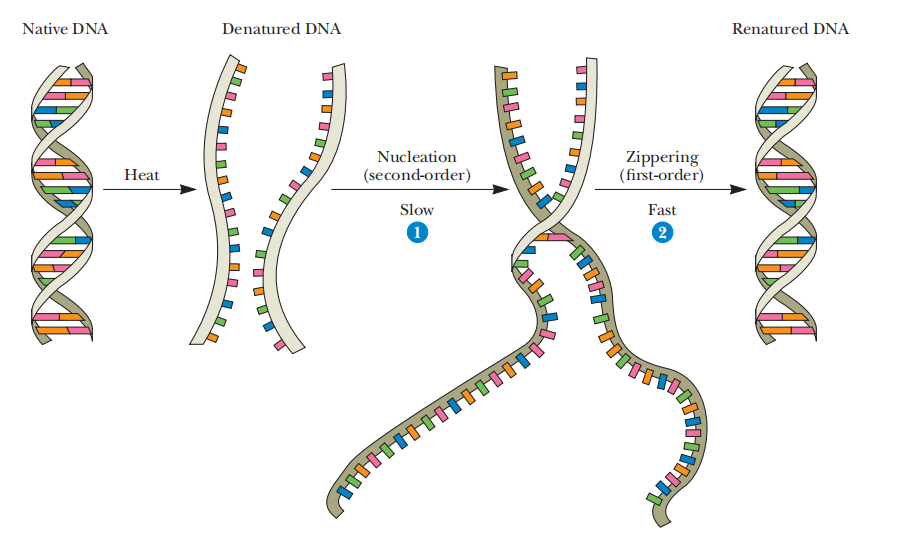 Native DNA
Denatured DNA
Renatured DNA
Heat
Nucleation
(second-order)
Slow
1
Zippering
(first-order)
Fast
2